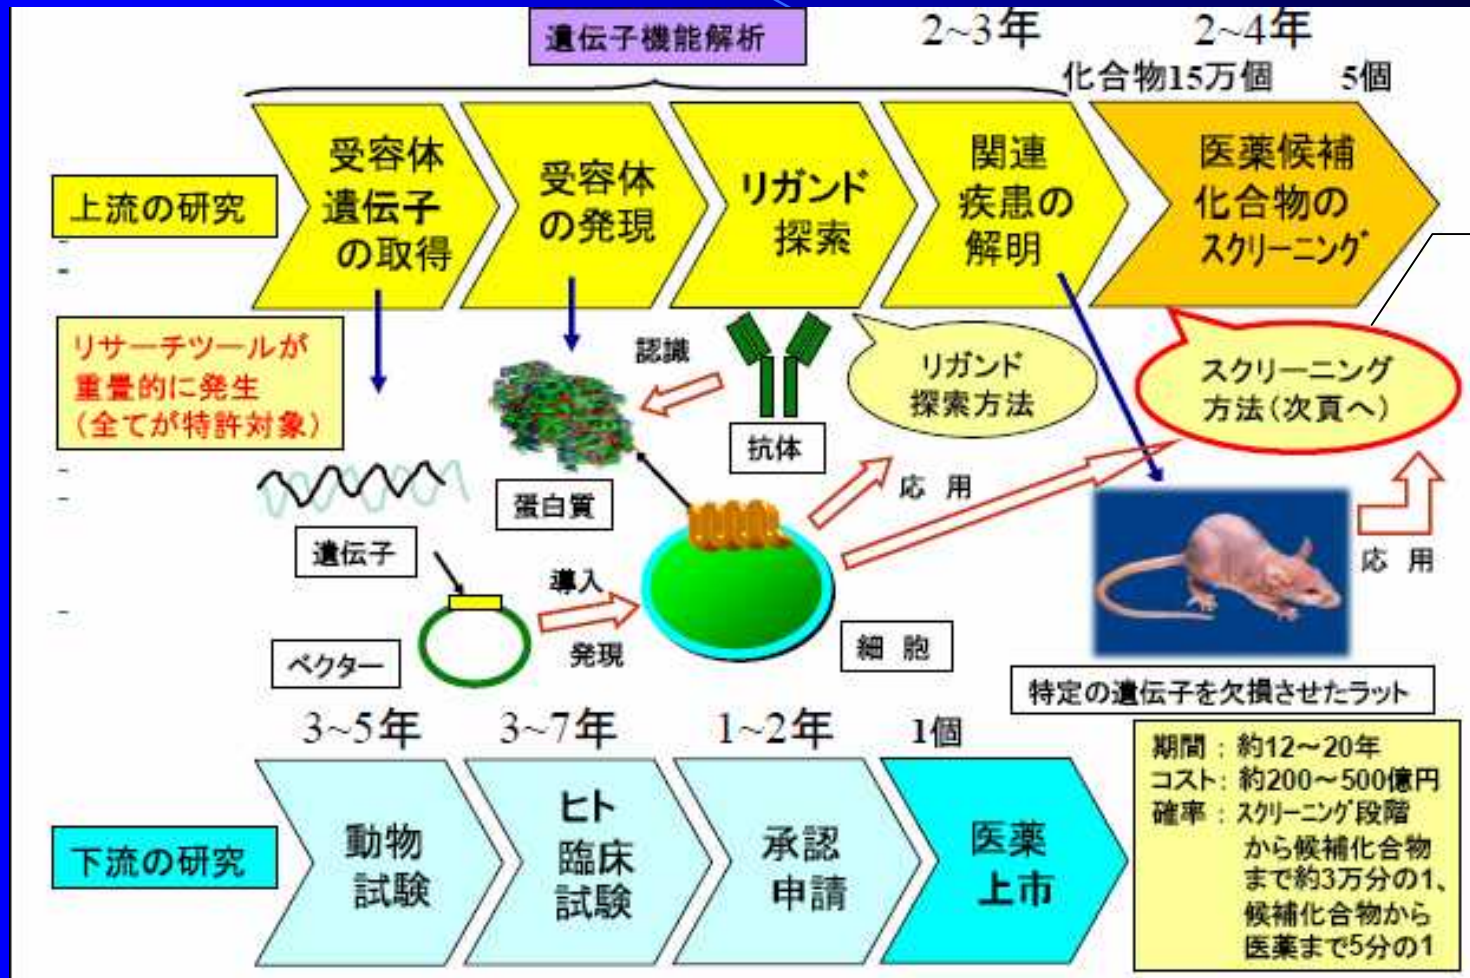 遺伝子機能解析
2~3年
2~4年
化合物15万個
5個
上流の研究
受容体
遺伝子
の取得
受容体
の発現
リガンド
探索
関連
疾患の
解明
医薬候補
化合物の
スクリーニング
リサーチツールが
重畳的に発生
(全てが特許対象)
認識
リガンド
探索方法
スクリーニング
方法(次頁へ)
抗体
応 用
蛋白質
遺伝子
導入
発現
応 用
ベクター
細 胞
特定の遺伝子を欠損させたラット
3~5年
3~7年
1~2年
1個
下流の研究
動物
試験
ヒト
臨床
試験
承認
申請
医薬
上市
期間：約12～20年
コスト：約200～500億円
確率：スクリーニング段階
から候補化合物
まで約3万分の1、
候補化合物から
医薬まで5分の1